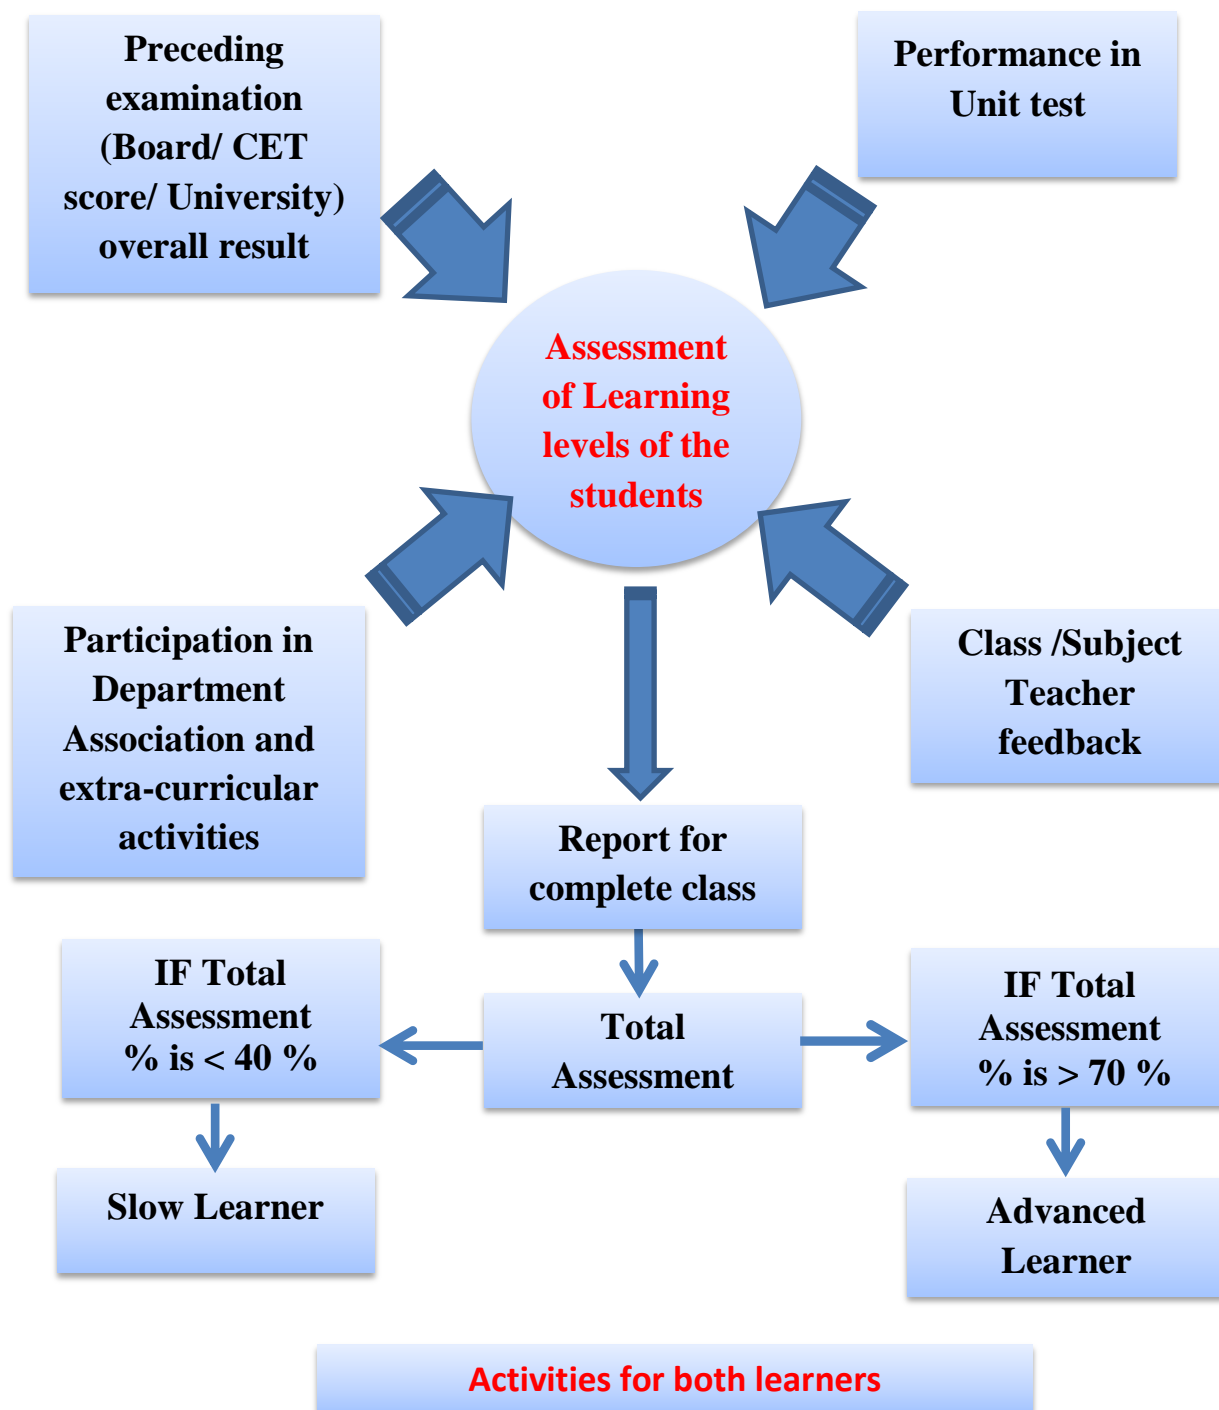 Preceding
examination
(Board/ CET
score/ University)
overall result
Performance in
Unit test
Assessment
of Learning
levels of the
students
Participation in
Department
Association and
extra-curricular
activities
Class /Subject
Teacher
feedback
Report for
complete class
IF Total
Assessment
% is < 40 %
Total
Assessment
IF Total
Assessment
% is > 70 %
Slow Learner
Advanced
Learner
Activities for both learners